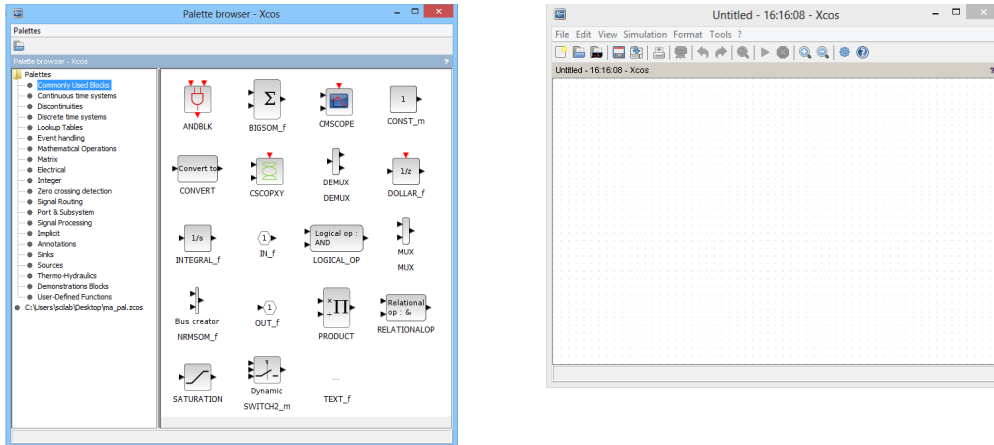 Palette browser - Xcos
Palettes
Palette browser - Xcos ?
Palettes
Commonly Used Blocks
Continuous time systems
Discontinuities
Discrete time systems
Lookup Tables
Event handling
Mathematical Operations
Matrix
Electrical
Integer
Zero crossing detection
Signal Routing
Port & Subsystem
Signal Processing
Implicit
Annotations
Sinks
Sources
Thermo-Hydraulics
Demonstrations Blocks
User-Defined Functions
C:\Users\scilab\Desktop\ma_pal.zcos
Σ 1
ANDBLK BIGSOM_f CMSCOPE CONST_m
Convert to 1/z
DEMUX
CONVERT CSCOPXY DEMUX DOLLAR_f
1/s 1 Logical op :
AND
MUX
INTEGRAL_f IN_f LOGICAL_OP MUX
1 × ÷ Π Relational
op : &
Bus creator
NRMSOM_f OUT_f PRODUCT RELATIONALOP
Dynamic ...
SATURATION SWITCH2_m TEXT_f
Untitled - 16:16:08 - Xcos
File Edit View Simulation Format Tools ?
Untitled - 16:16:08 - Xcos ?